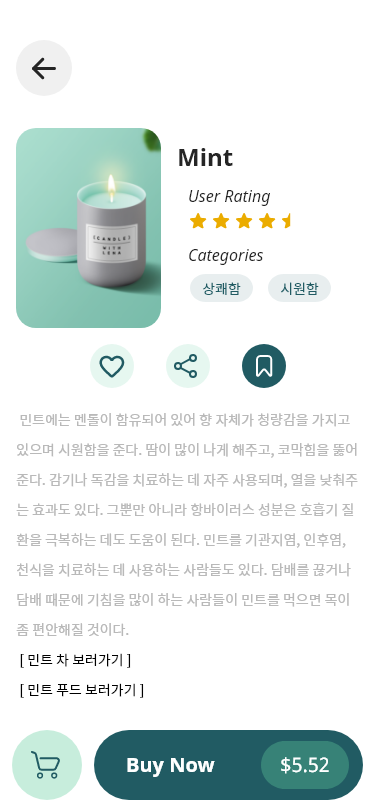 Mint
User Rating
Categories
상쾌함
시원함
[CANDLE]
WITH
LEMA
민트에는 멘톨이 함유되어 있어 향 자체가 청량감을 가지고
있으며 시원함을 준다. 땀이 많이 나게 해주고, 코막힘을 뚫어
준다. 감기나 독감을 치료하는 데 자주 사용되며, 열을 낮춰주
는 효과도 있다. 그뿐만 아니라 항바이러스 성분은 호흡기 질
환을 극복하는 데도 도움이 된다. 민트를 기관지염, 인후염,
천식을 치료하는 데 사용하는 사람들도 있다. 담배를 끊거나
담배 때문에 기침을 많이 하는 사람들이 민트를 먹으면 목이
좀 편안해질 것이다.
[ 민트 차 보러가기 ]
[ 민트 푸드 보러가기 ]
Buy Now
$5.52